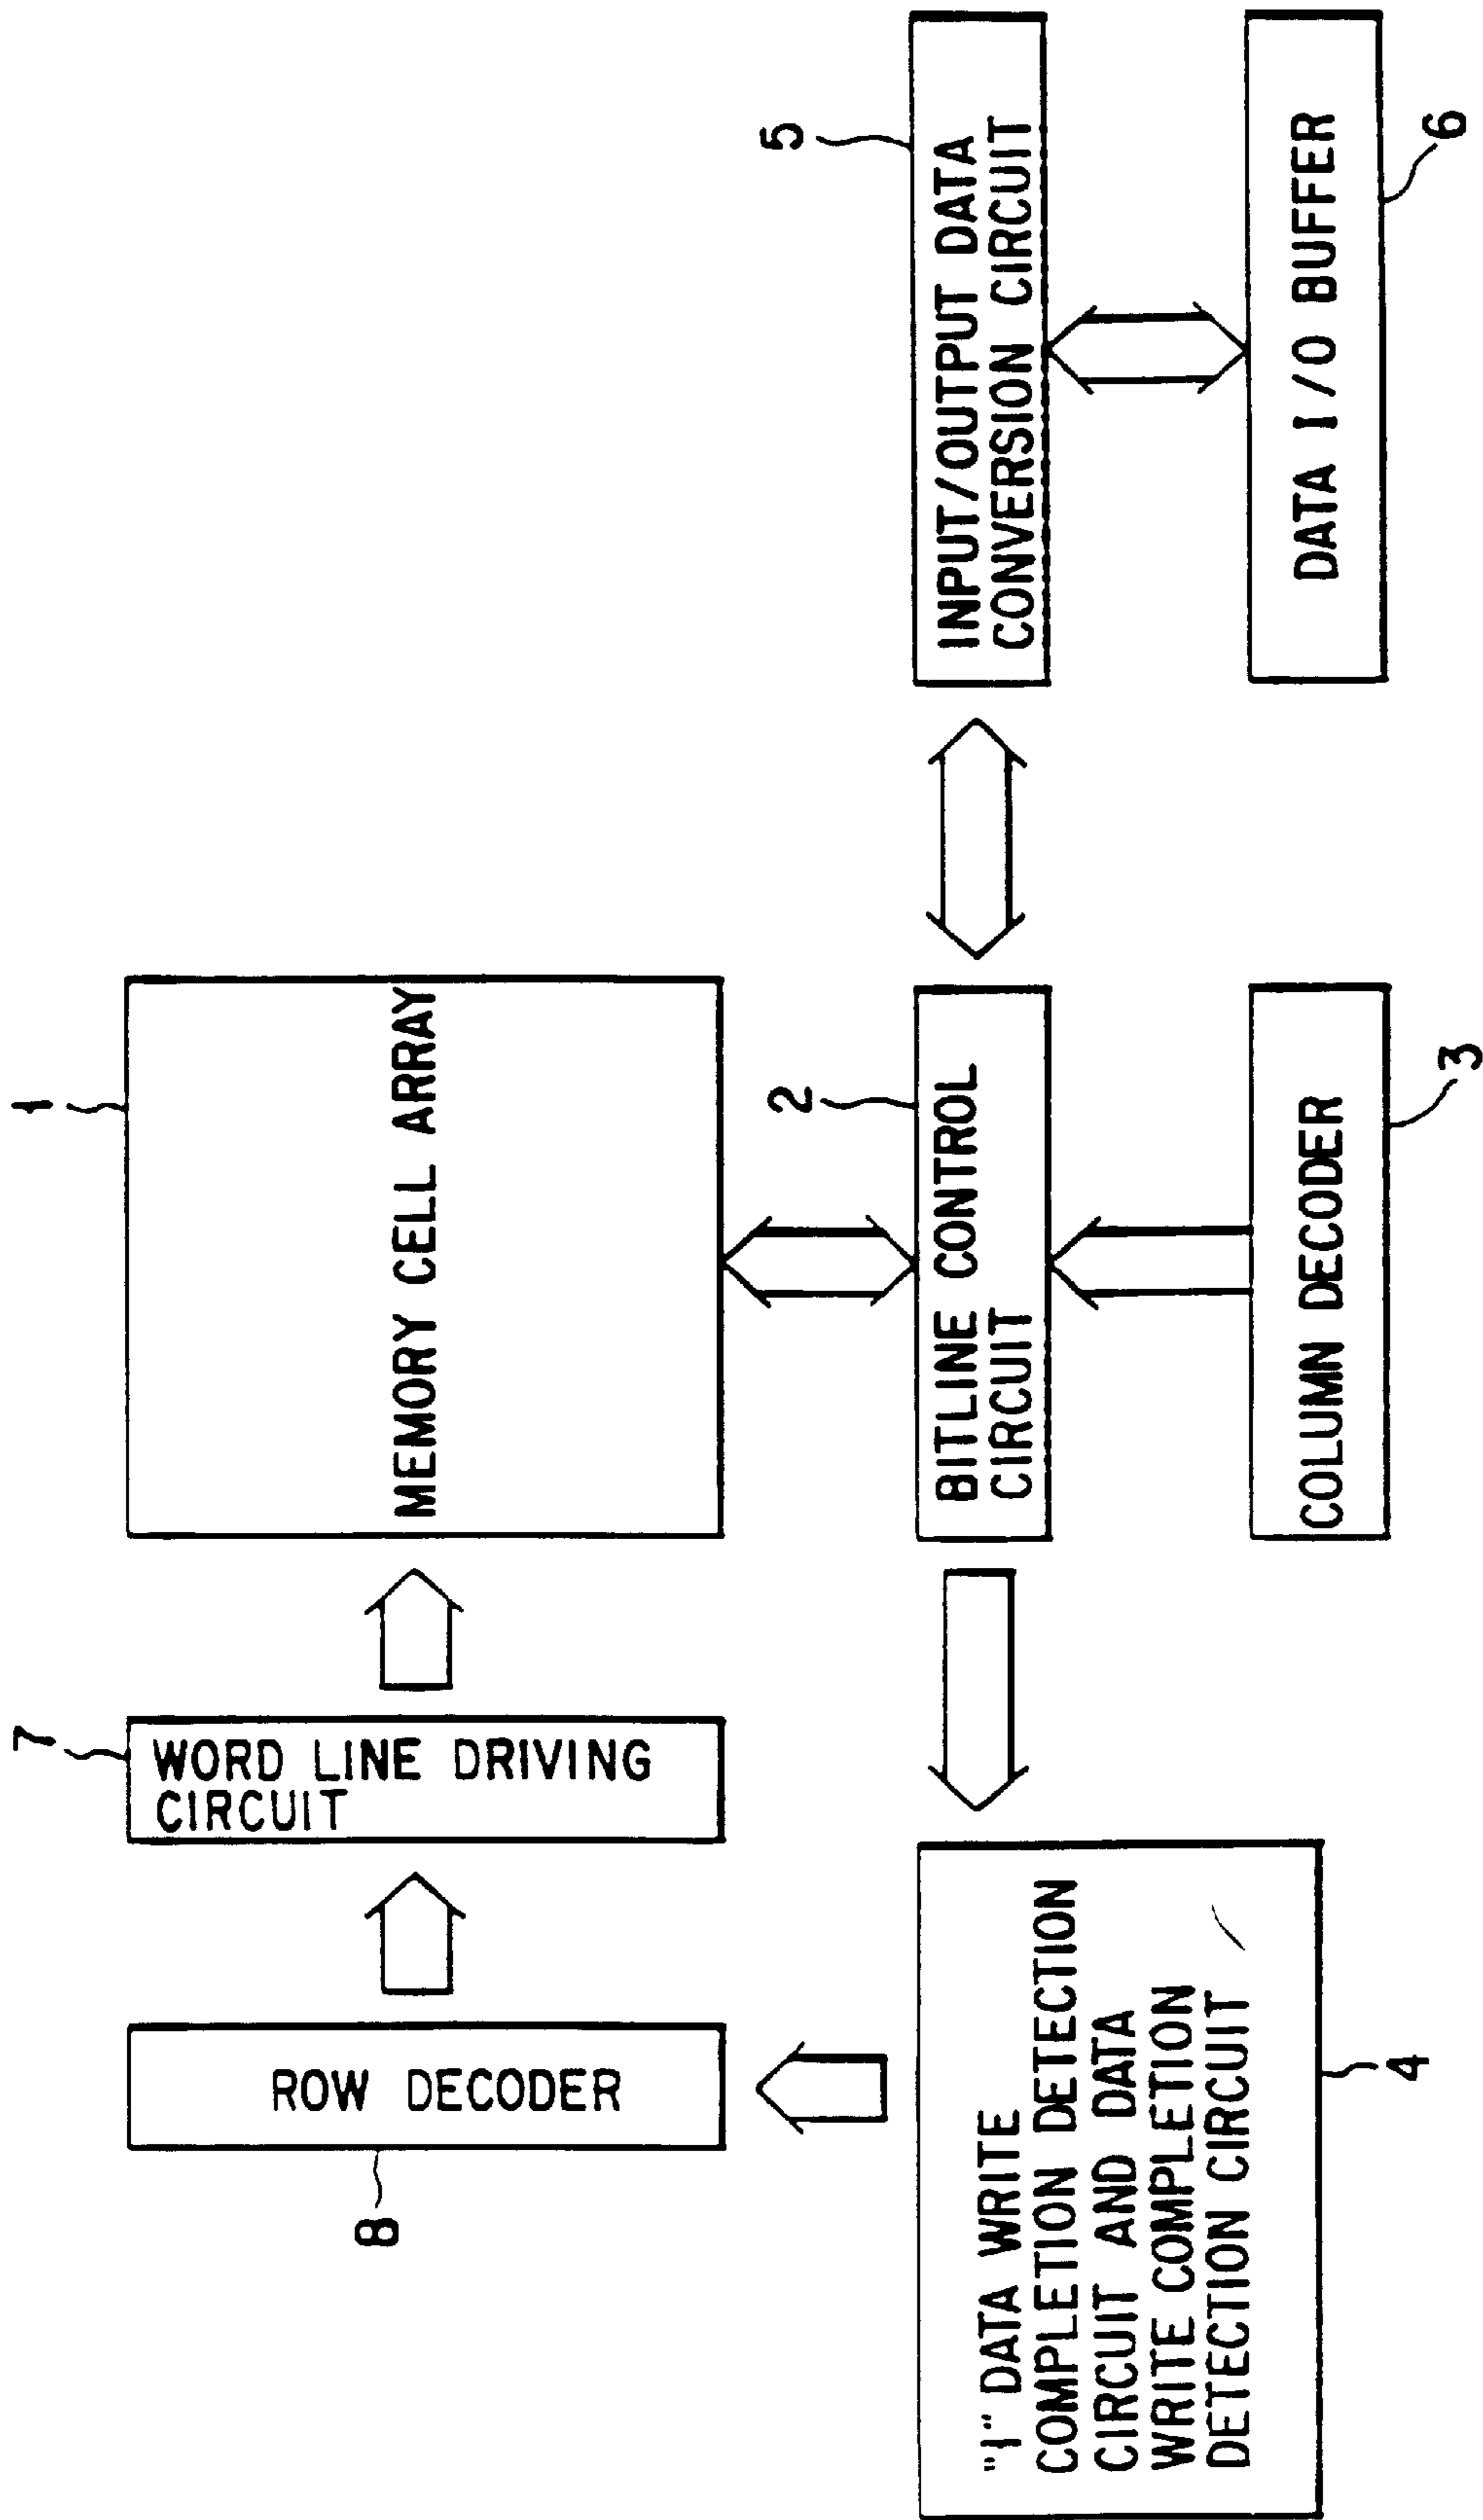 1
MEMORY CELL ARRAY
7
WORD LINE DRIVING
CIRCUIT
8
ROW DECODER
2
BITLINE CONTROL
CIRCUIT
5
INPUT/OUTPUT DATA
CONVERSION CIRCUIT
"1" DATA WRITE
COMPLETION DETECTION
CIRCUIT AND DATA
WRITE COMPLETION
DETECTION CIRCUIT
4
COLUMN DECODER
3
DATA I/O BUFFER
6